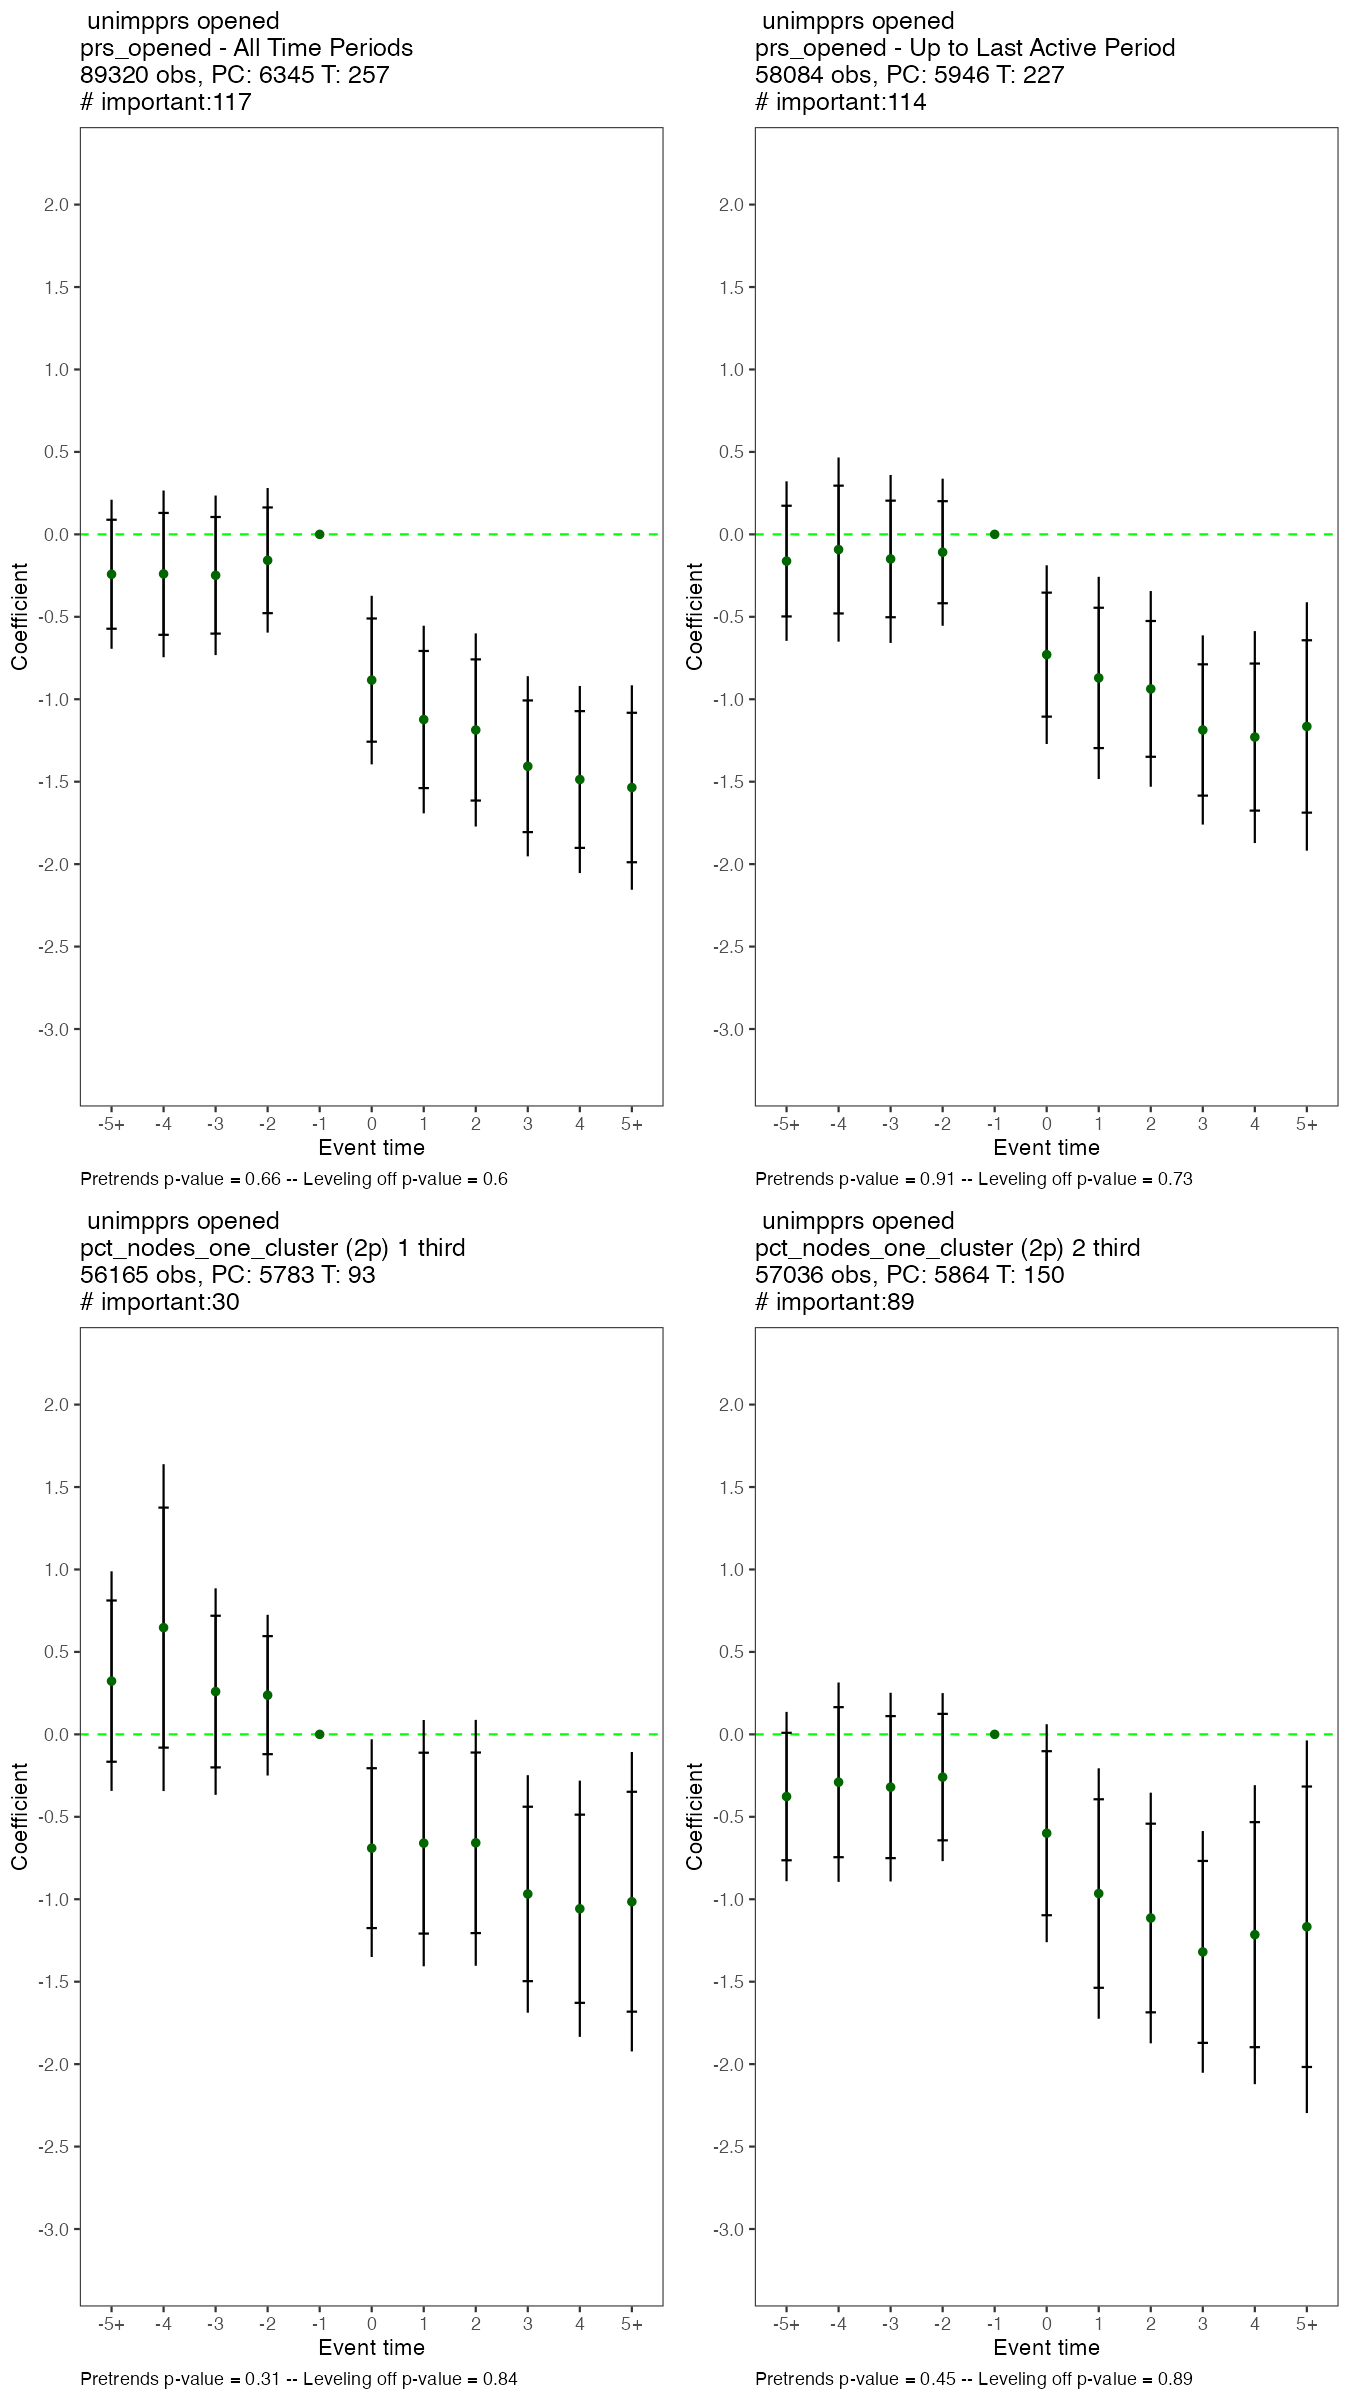 unimpprs opened
prs_opened - All Time Periods
89320 obs, PC: 6345 T: 257
# important:117
2.0
1.5
1.0
0.5
0.0
-0.5
-1.0
-1.5
-2.0
-2.5
-3.0
Coefficient
-5+ -4 -3 -2 -1 0 1 2 3 4 5+
Event time
Pretrends p-value = 0.66 -- Leveling off p-value = 0.6
unimpprs opened
prs_opened - Up to Last Active Period
58084 obs, PC: 5946 T: 227
# important:114
2.0
1.5
1.0
0.5
0.0
-0.5
-1.0
-1.5
-2.0
-2.5
-3.0
Coefficient
-5+ -4 -3 -2 -1 0 1 2 3 4 5+
Event time
Pretrends p-value = 0.91 -- Leveling off p-value = 0.73
unimpprs opened
pct_nodes_one_cluster (2p) 1 third
56165 obs, PC: 5783 T: 93
# important:30
2.0
1.5
1.0
0.5
0.0
-0.5
-1.0
-1.5
-2.0
-2.5
-3.0
Coefficient
-5+ -4 -3 -2 -1 0 1 2 3 4 5+
Event time
Pretrends p-value = 0.31 -- Leveling off p-value = 0.84
unimpprs opened
pct_nodes_one_cluster (2p) 2 third
57036 obs, PC: 5864 T: 150
# important:89
2.0
1.5
1.0
0.5
0.0
-0.5
-1.0
-1.5
-2.0
-2.5
-3.0
Coefficient
-5+ -4 -3 -2 -1 0 1 2 3 4 5+
Event time
Pretrends p-value = 0.45 -- Leveling off p-value = 0.89